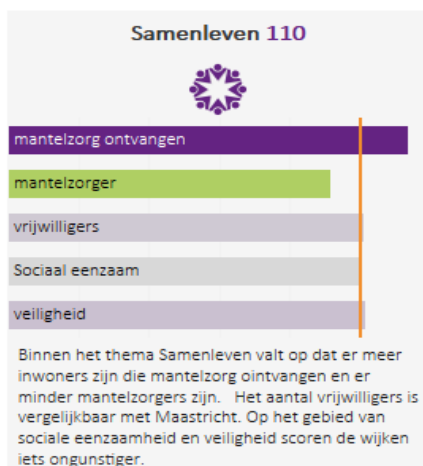 Samenleven 110
mantelzorg ontvangen
mantelzorger
vrijwilligers
Sociaal eenzaam
veiligheid
Binnen het thema Samenleven valt op dat er meer
inwoners zijn die mantelzorg ointvangen en er
minder mantelzorgers zijn. Het aantal vrijwilligers is
vergelijkbaar met Maastricht. Op het gebied van
sociale eenzaamheid en veiligheid scoren de wijken
iets ongunstiger.